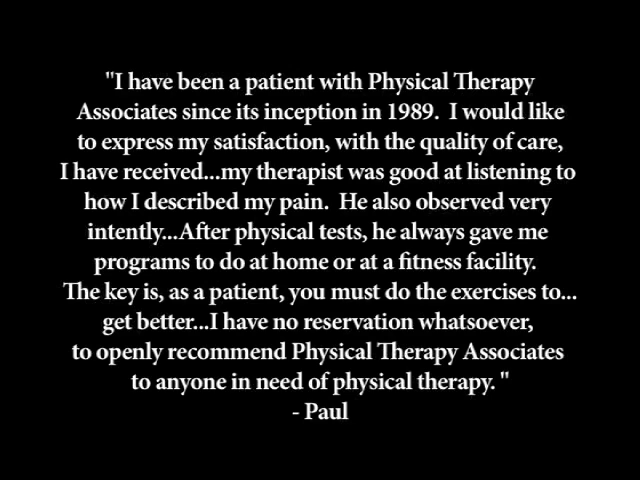 "I have been a patient with Physical Therapy
Associates since its inception in 1989.  I would like
to express my satisfaction, with the quality of care,
I have received...my therapist was good at listening to
how I described my pain.  He also observed very
intently...After physical tests, he always gave me
programs to do at home or at a fitness facility.
The key is, as a patient, you must do the exercises to...
get better...I have no reservation whatsoever,
to openly recommend Physical Therapy Associates
to anyone in need of physical therapy. "
- Paul